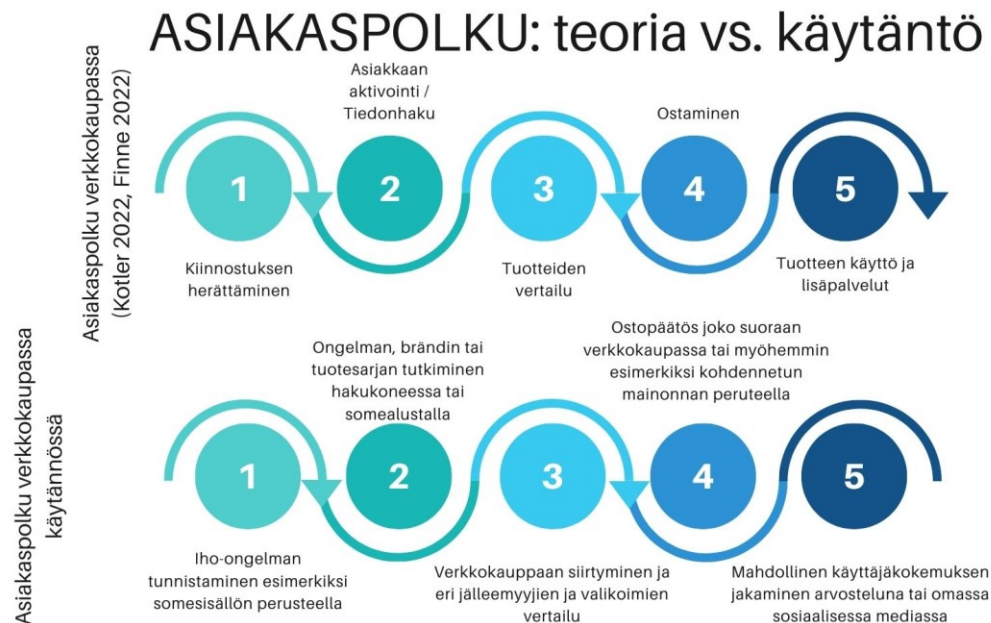 ASIAKASPOLKU: teoria vs. käytäntö
Asiakaspolku verkkokaupassa
(Kotler 2022, Finne 2022)
1
Kiinnostuksen
herättäminen
2
Asiakkaan
aktivointi /
Tiedonhaku
3
Tuotteiden
vertailu
4
Ostaminen
5
Tuotteen käyttö ja
lisäpalvelut
Asiakaspolku verkkokaupassa
käytännössä
1
Iho-ongelman
tunnistaminen esimerkiksi
somesisällön perusteella
2
Ongelman, brändin tai
tuotesarjan tutkiminen
hakukoneessa tai
somealustalla
3
Verkkokauppaan siirtyminen ja
eri jälleemyyjien ja valikoimien
vertailu
4
Ostopäätös joko suoraan
verkkokaupassa tai myöhemmin
esimerkiksi kohdennetun
mainonnan peruteella
5
Mahdollinen käyttäjäkokemuksen
jakaminen arvosteluna tai omassa
sosiaalisessa mediassa